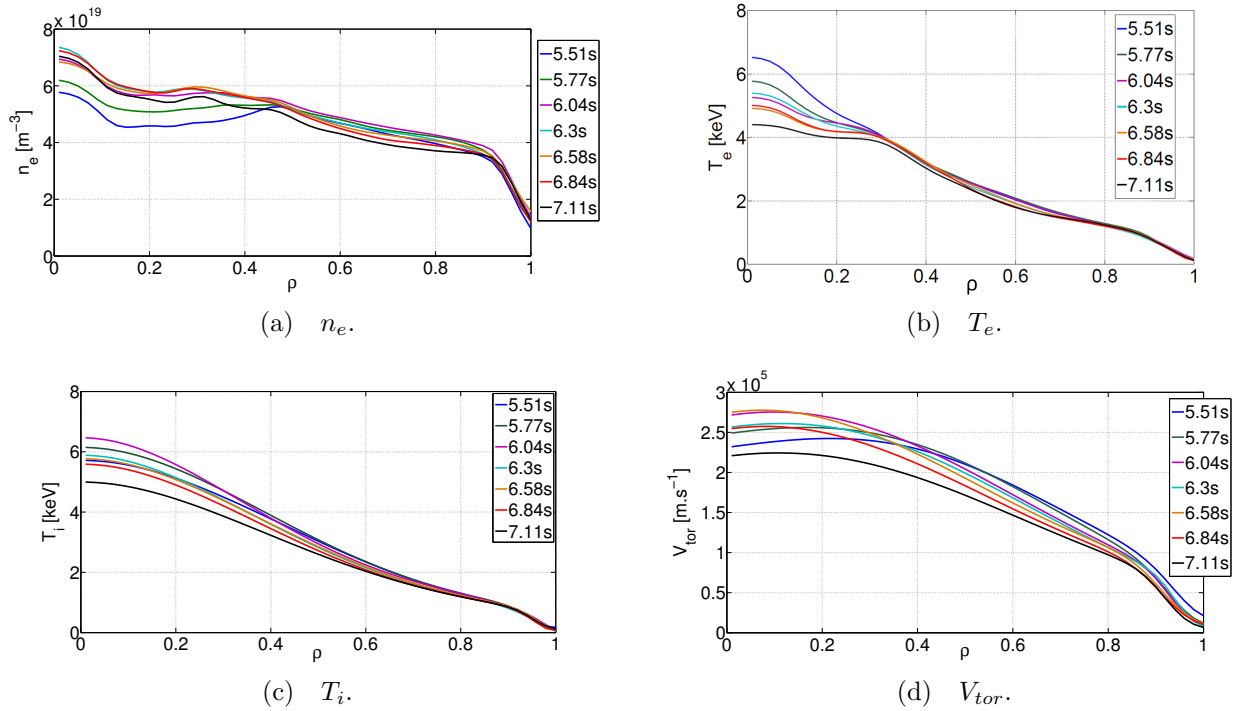 8 x 10^19
6
4
2
0
0 0.2 0.4 0.6 0.8 1
n_e [m^-3]
ρ
5.51s
5.77s
6.04s
6.3s
6.58s
6.84s
7.11s
(a) n_e.
8
6
4
2
0
0 0.2 0.4 0.6 0.8 1
T_e [keV]
ρ
5.51s
5.77s
6.04s
6.3s
6.58s
6.84s
7.11s
(b) T_e.
8
6
4
2
0
0 0.2 0.4 0.6 0.8 1
T_i [keV]
ρ
5.51s
5.77s
6.04s
6.3s
6.58s
6.84s
7.11s
(c) T_i.
3 x 10^5
2.5
2
1.5
1
0.5
0
0.2 0.4 0.6 0.8 1
V_tor [m.s^-1]
ρ
5.51s
5.77s
6.04s
6.3s
6.58s
6.84s
7.11s
(d) V_tor.